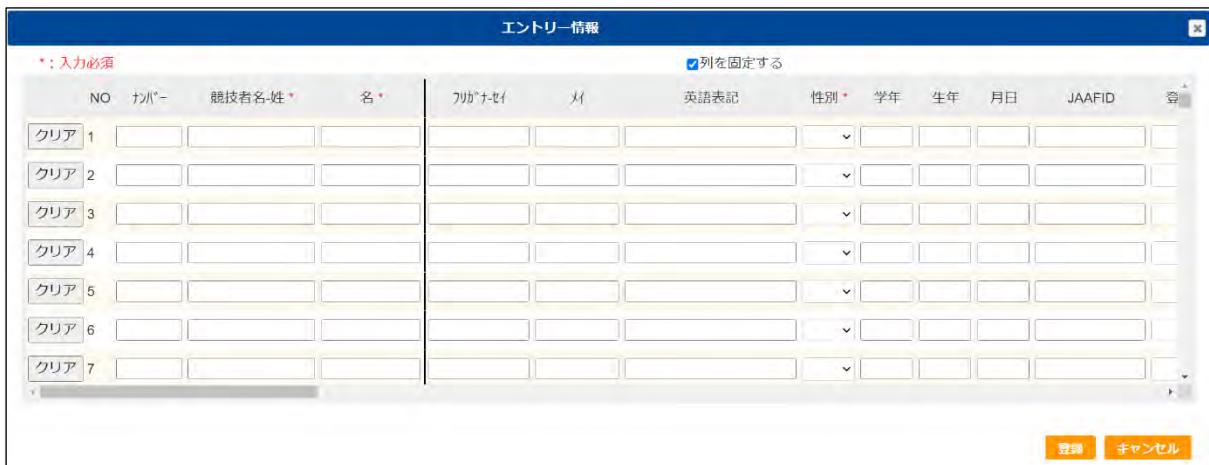 エントリー情報
*：入力必須 列を固定する
NO ﾅﾝﾊﾞｰ 競技者名-姓 * 名 * ﾌﾘｶﾞﾅ-ｾｲ ﾒｲ 英語表記 性別 * 学年 生年 月日 JAAFID 登
クリア 1
クリア 2
クリア 3
クリア 4
クリア 5
クリア 6
クリア 7
登録 キャンセル